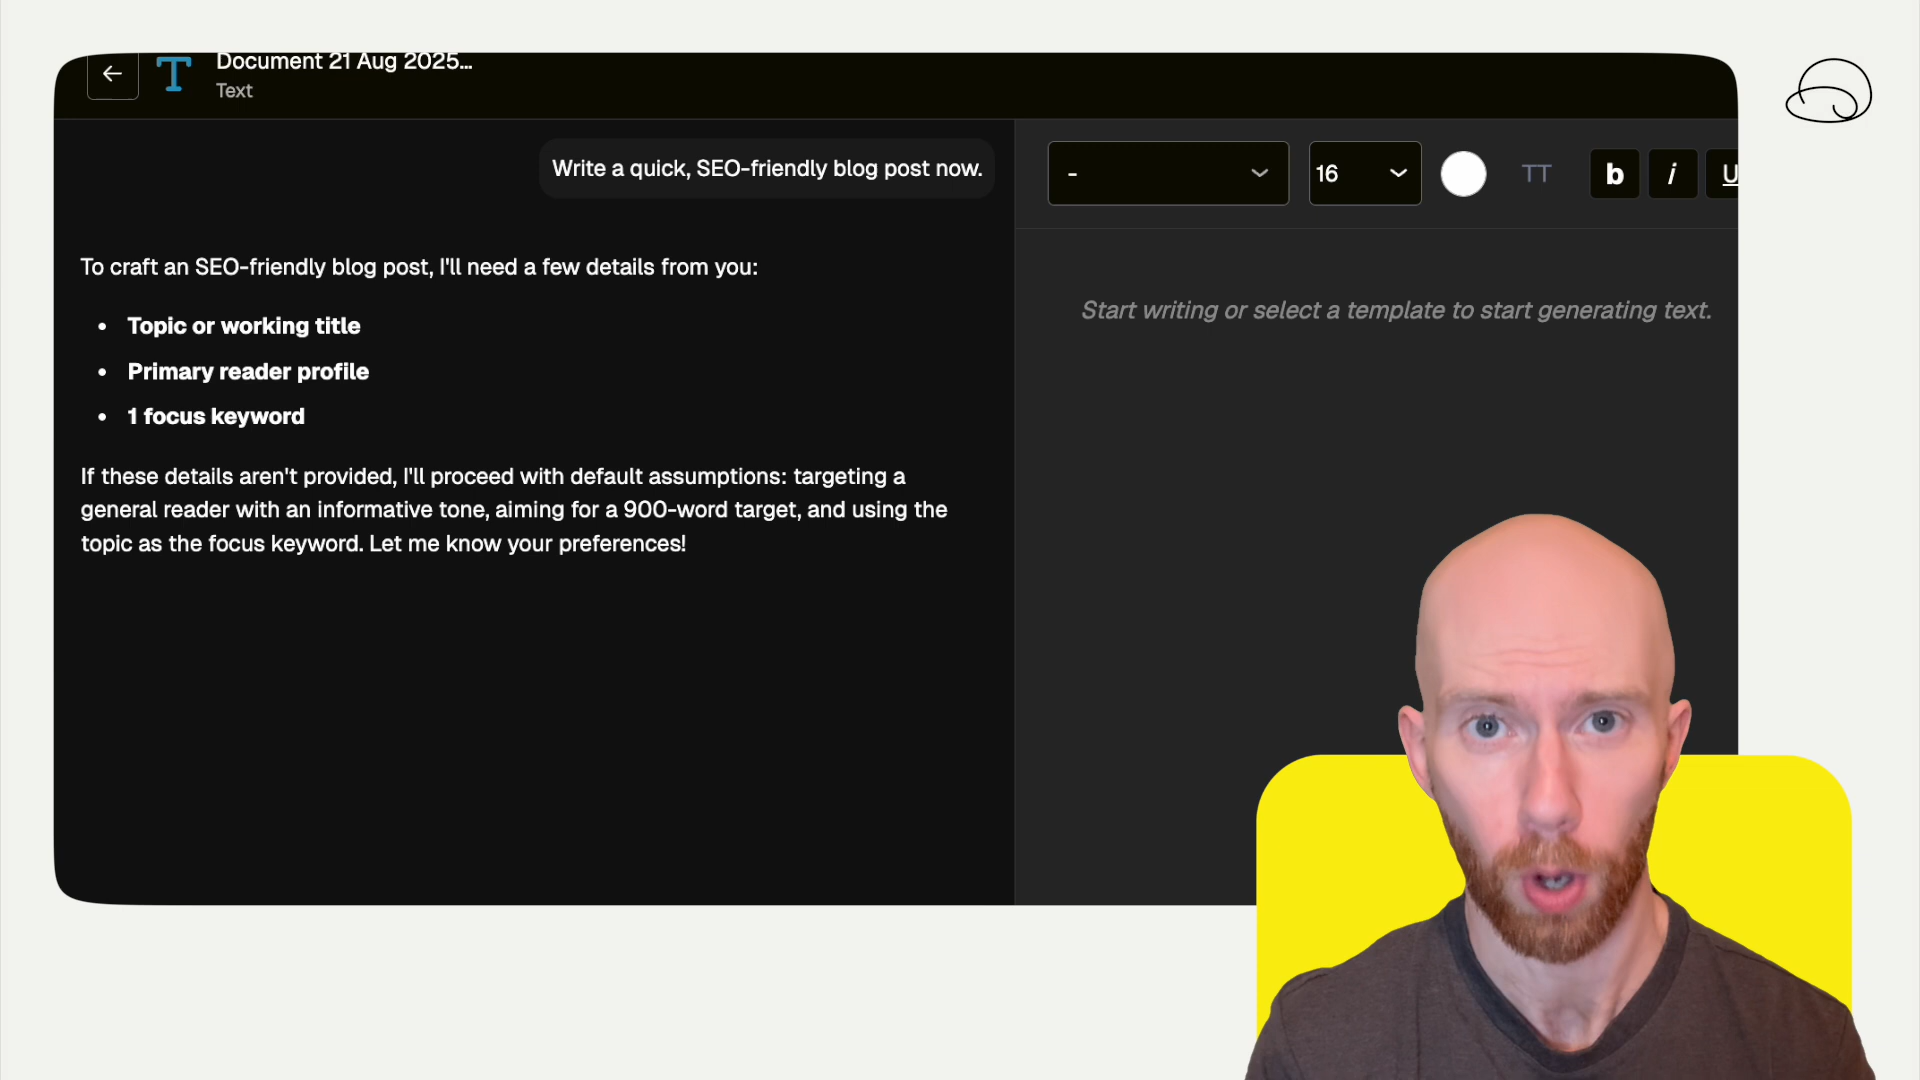 Document 21 Aug 2025...
Text
Write a quick, SEO-friendly blog post now.
To craft an SEO-friendly blog post, I'll need a few details from you:
• Topic or working title
• Primary reader profile
• 1 focus keyword
If these details aren't provided, I'll proceed with default assumptions: targeting a
general reader with an informative tone, aiming for a 900-word target, and using the
topic as the focus keyword. Let me know your preferences!
- 16 TT b i U
Start writing or select a template to start generating text.